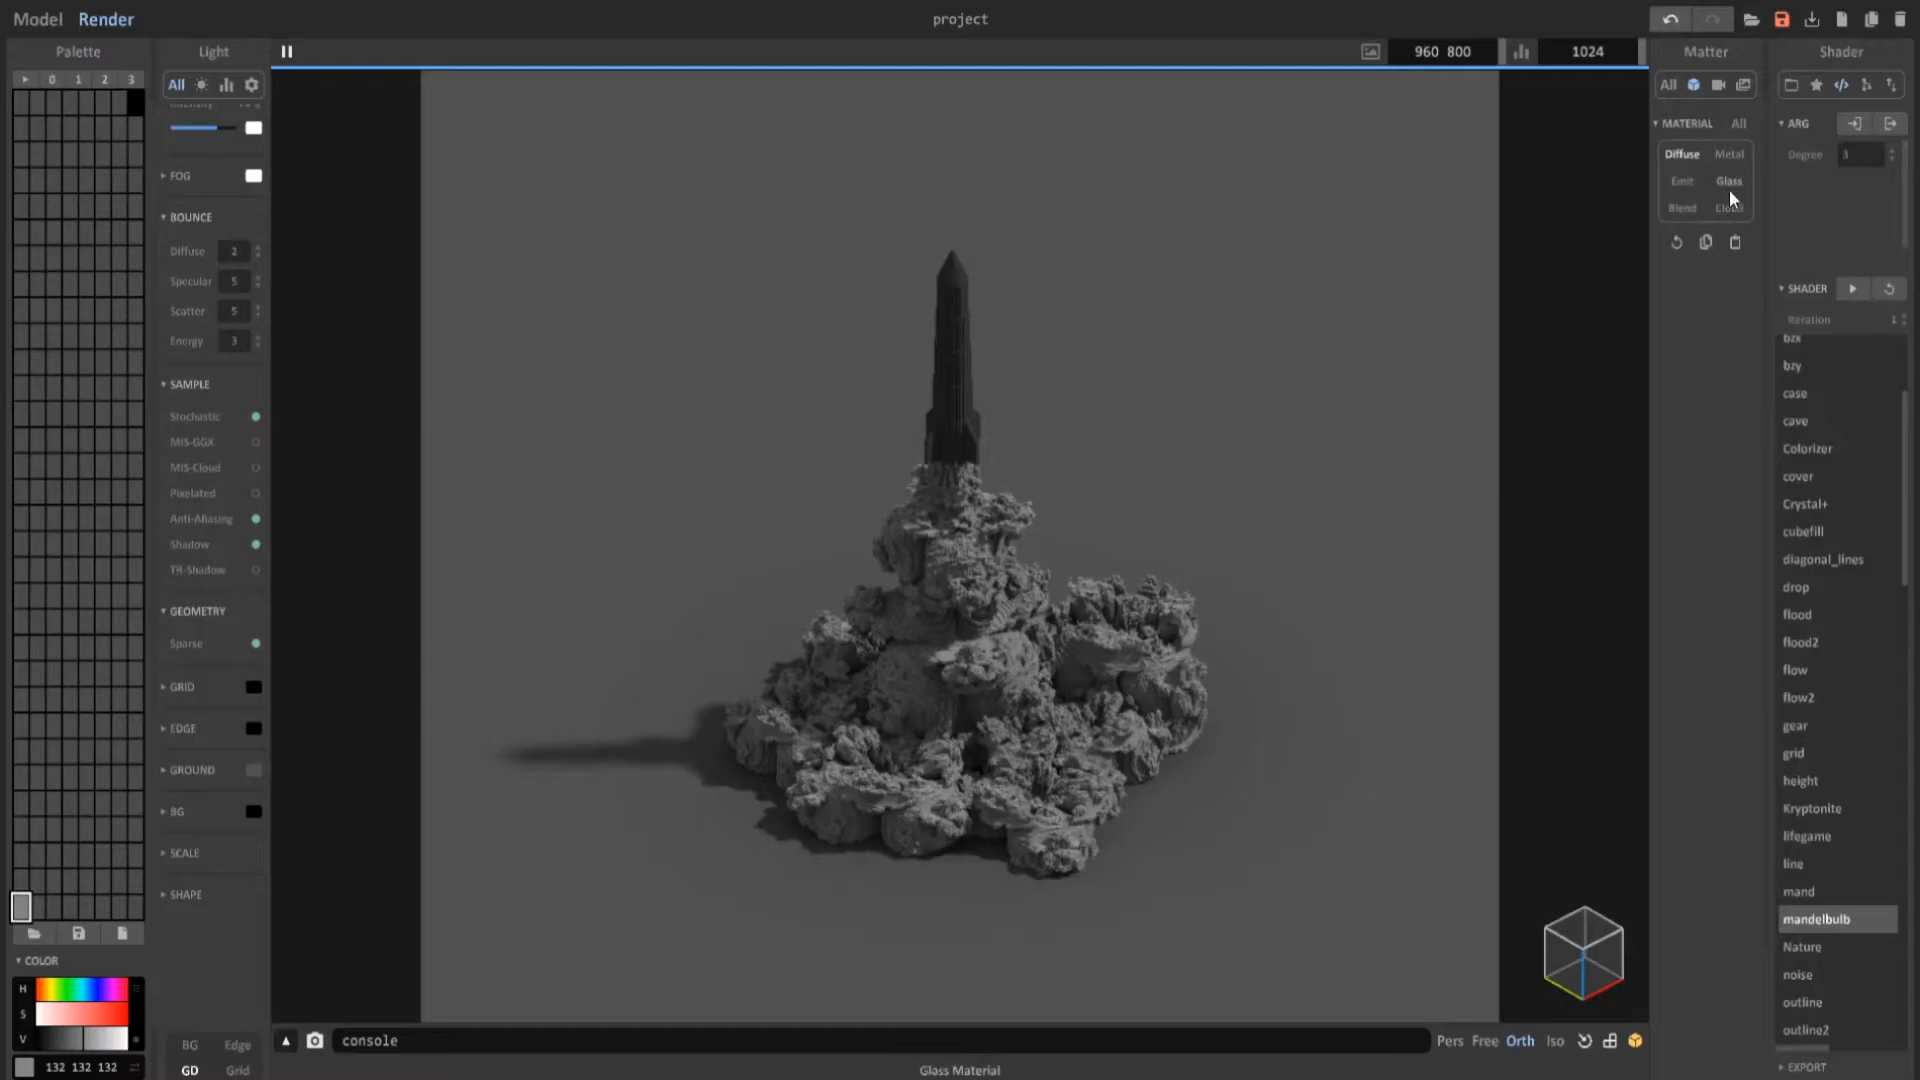 Model Render
project
Palette
0 1 2 3
COLOR
H
S
V
132 132 132
Light
All
Intensity
FOG
BOUNCE
Diffuse 2
Specular 5
Scatter 5
Energy 3
SAMPLE
Stochastic
MIS-GGX
MIS-Cloud
Pixelated
Anti-Aliasing
Shadow
TR-Shadow
GEOMETRY
Sparse
GRID
EDGE
GROUND
BG
SCALE
SHAPE
BG Edge
GD Grid
960 800
1024
console
Pers Free Orth Iso
Glass Material
Matter
All
MATERIAL All
Diffuse Metal
Emit Glass
Blend Cloud
Shader
ARG
Degree 3
SHADER
Iteration 1
bzx
bzy
case
cave
Colorizer
cover
Crystal+
cubefill
diagonal_lines
drop
flood
flood2
flow
flow2
gear
grid
height
Kryptonite
lifegame
line
mand
mandelbulb
Nature
noise
outline
outline2
EXPORT